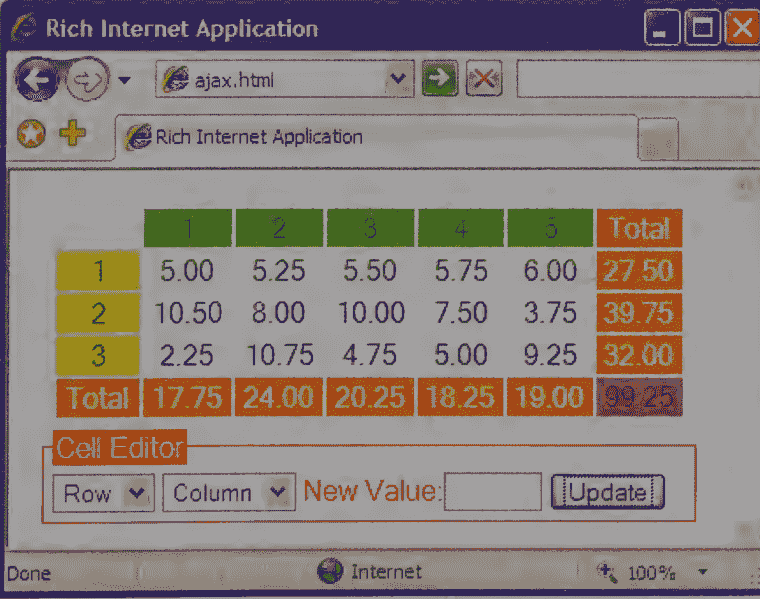 Rich Internet Application
ajax.html
Rich Internet Application
1 2 3 4 5 Total
1 5.00 5.25 5.50 5.75 6.00 27.50
2 10.50 8.00 10.00 7.50 3.75 39.75
3 2.25 10.75 4.75 5.00 9.25 32.00
Total 17.75 24.00 20.25 18.25 19.00 99.25
Cell Editor
Row Column New Value: Update
Done Internet 100%